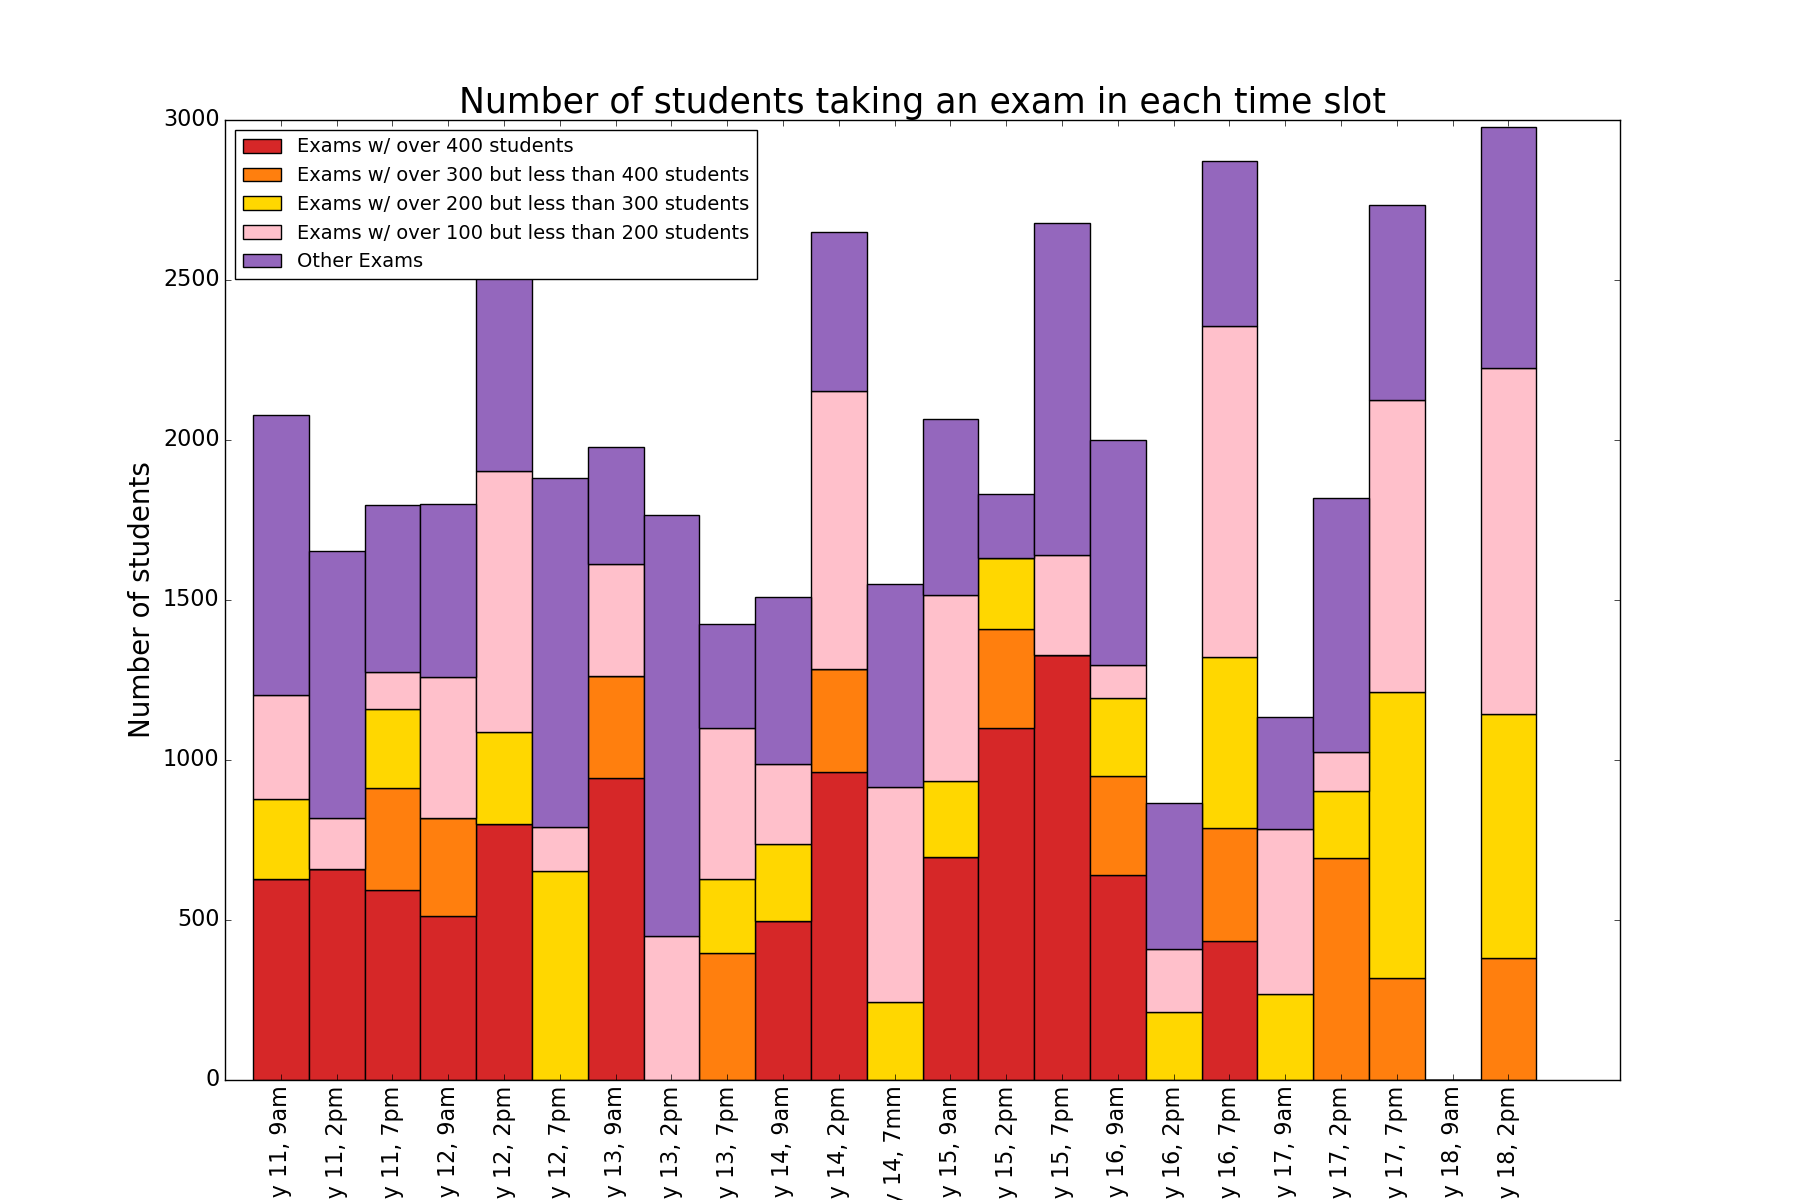 Number of students taking an exam in each time slot
Exams w/ over 400 students
Exams w/ over 300 but less than 400 students
Exams w/ over 200 but less than 300 students
Exams w/ over 100 but less than 200 students
Other Exams
Number of students
3000
2500
2000
1500
1000
500
0
y 11, 9am
y 11, 2pm
y 11, 7pm
y 12, 9am
y 12, 2pm
y 12, 7pm
y 13, 9am
y 13, 2pm
y 13, 7pm
y 14, 9am
y 14, 2pm
y 14, 7mm
y 15, 9am
y 15, 2pm
y 15, 7pm
y 16, 9am
y 16, 2pm
y 16, 7pm
y 17, 9am
y 17, 2pm
y 17, 7pm
y 18, 9am
y 18, 2pm